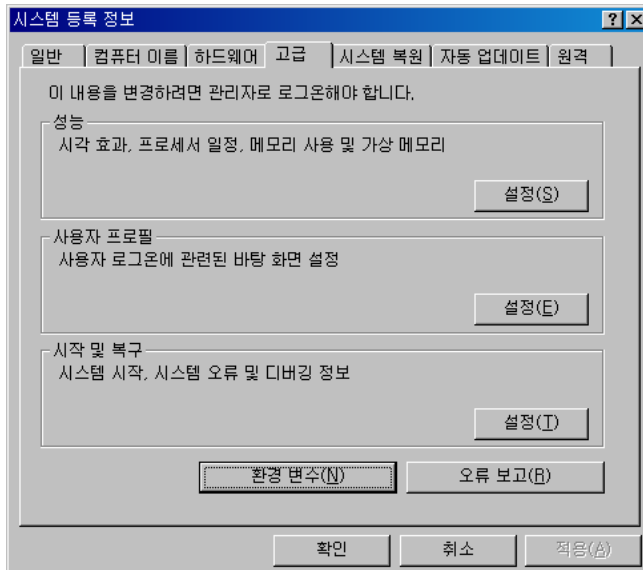 시스템 등록 정보
일반 컴퓨터 이름 하드웨어 고급 시스템 복원 자동 업데이트 원격
이 내용을 변경하려면 관리자로 로그온해야 합니다.
성능
시각 효과, 프로세서 일정, 메모리 사용 및 가상 메모리
설정(S)
사용자 프로필
사용자 로그온에 관련된 바탕 화면 설정
설정(E)
시작 및 복구
시스템 시작, 시스템 오류 및 디버깅 정보
설정(T)
환경 변수(N) 오류 보고(R)
확인 취소 적용(A)